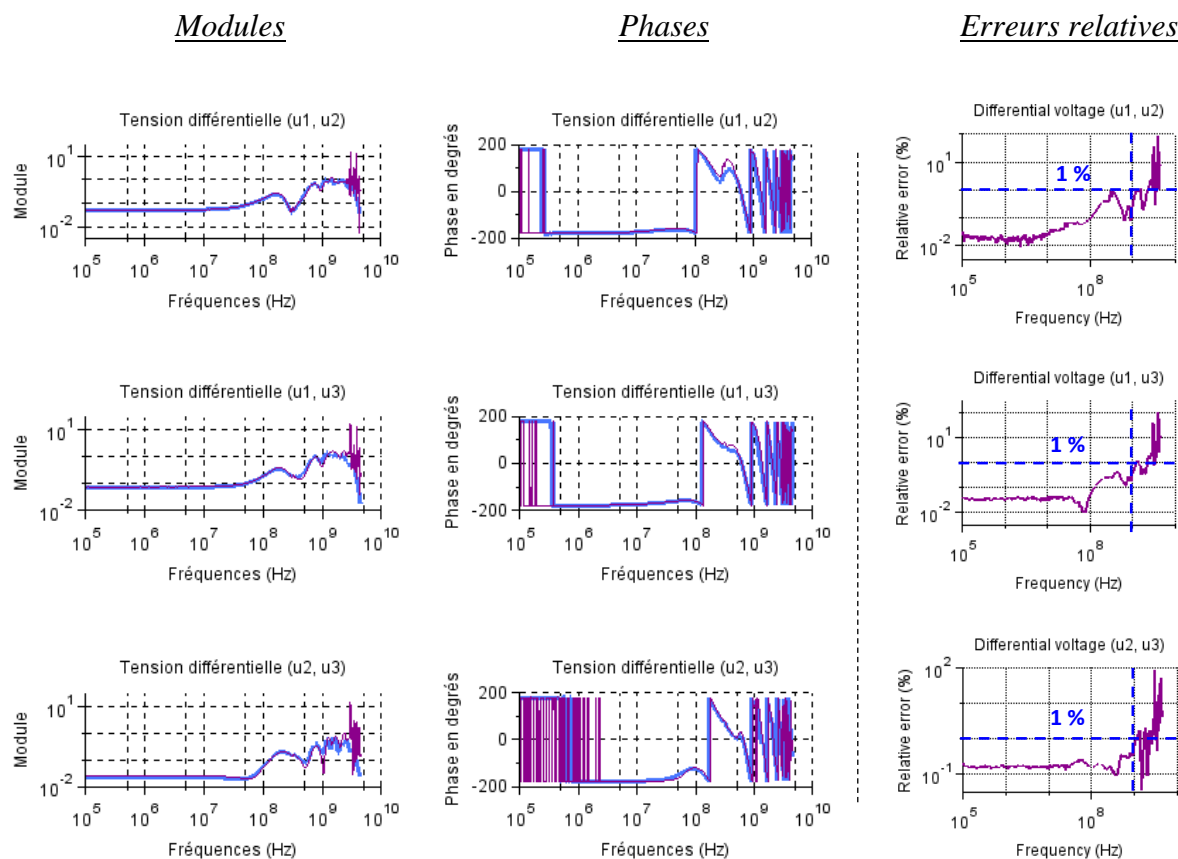 Modules Phases Erreurs relatives
Tension différentielle (u1, u2)
Module
10^1
10^-2
10^5 10^6 10^7 10^8 10^9 10^10
Fréquences (Hz)
Tension différentielle (u1, u2)
Phase en degrés
200
0
-200
10^5 10^6 10^7 10^8 10^9 10^10
Fréquences (Hz)
Differential voltage (u1, u2)
Relative error (%)
10^1
1 %
10^-2
10^5 10^8
Frequency (Hz)
Tension différentielle (u1, u3)
Module
10^1
10^-2
10^5 10^6 10^7 10^8 10^9 10^10
Fréquences (Hz)
Tension différentielle (u1, u3)
Phase en degrés
200
0
-200
10^5 10^6 10^7 10^8 10^9 10^10
Fréquences (Hz)
Differential voltage (u1, u3)
Relative error (%)
10^1
1 %
10^-2
10^5 10^8
Frequency (Hz)
Tension différentielle (u2, u3)
Module
10^1
10^-2
10^5 10^6 10^7 10^8 10^9 10^10
Fréquences (Hz)
Tension différentielle (u2, u3)
Phase en degrés
200
0
-200
10^5 10^6 10^7 10^8 10^9 10^10
Fréquences (Hz)
Differential voltage (u2, u3)
Relative error (%)
10^2
1 %
10^-1
10^5 10^8
Frequency (Hz)